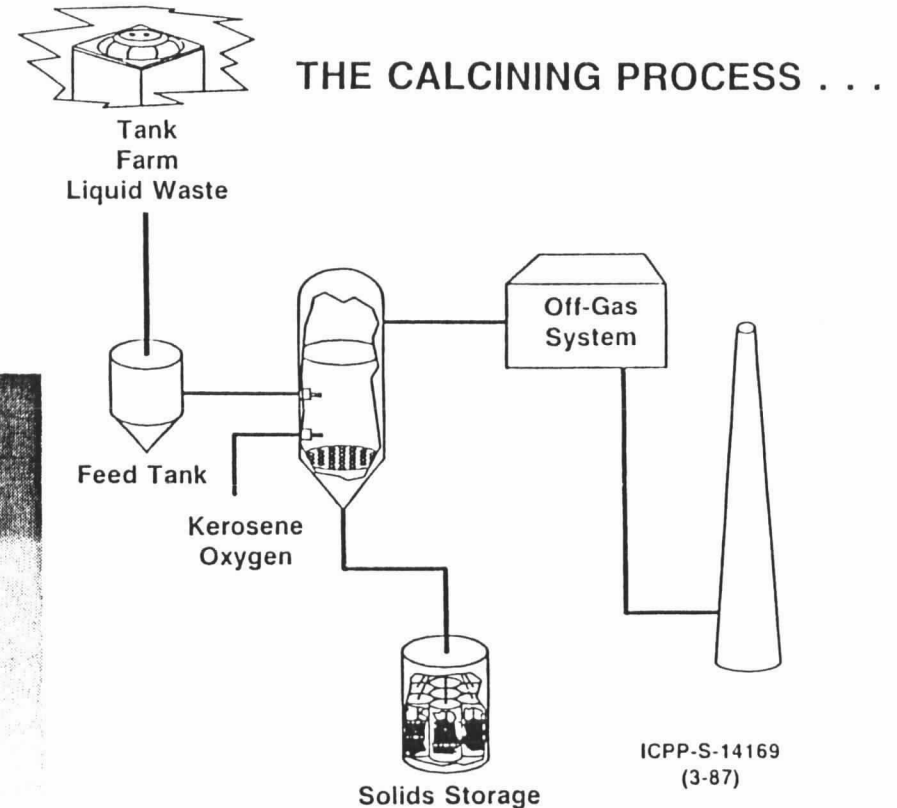 THE CALCINING PROCESS . . .
Tank
Farm
Liquid Waste
Off-Gas
System
Feed Tank
Kerosene
Oxygen
Solids Storage
ICPP-S-14169
(3-87)